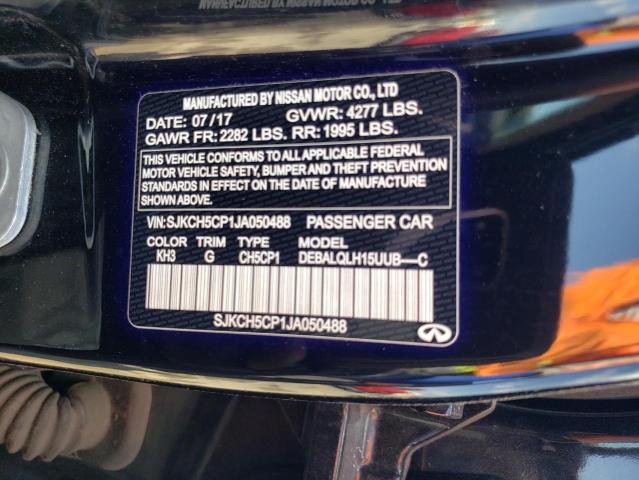 MANUFACTURED BY NISSAN MOTOR CO., LTD
DATE: 07/17 GVWR: 4277 LBS.
GAWR FR: 2282 LBS. RR: 1995 LBS.
THIS VEHICLE CONFORMS TO ALL APPLICABLE FEDERAL
MOTOR VEHICLE SAFETY, BUMPER AND THEFT PREVENTION
STANDARDS IN EFFECT ON THE DATE OF MANUFACTURE
SHOWN ABOVE.
VIN:SJKCH5CP1JA050488 PASSENGER CAR
COLOR TRIM TYPE MODEL
KH3 G CH5CP1 DEBALQLH15UUB--C
SJKCH5CP1JA050488